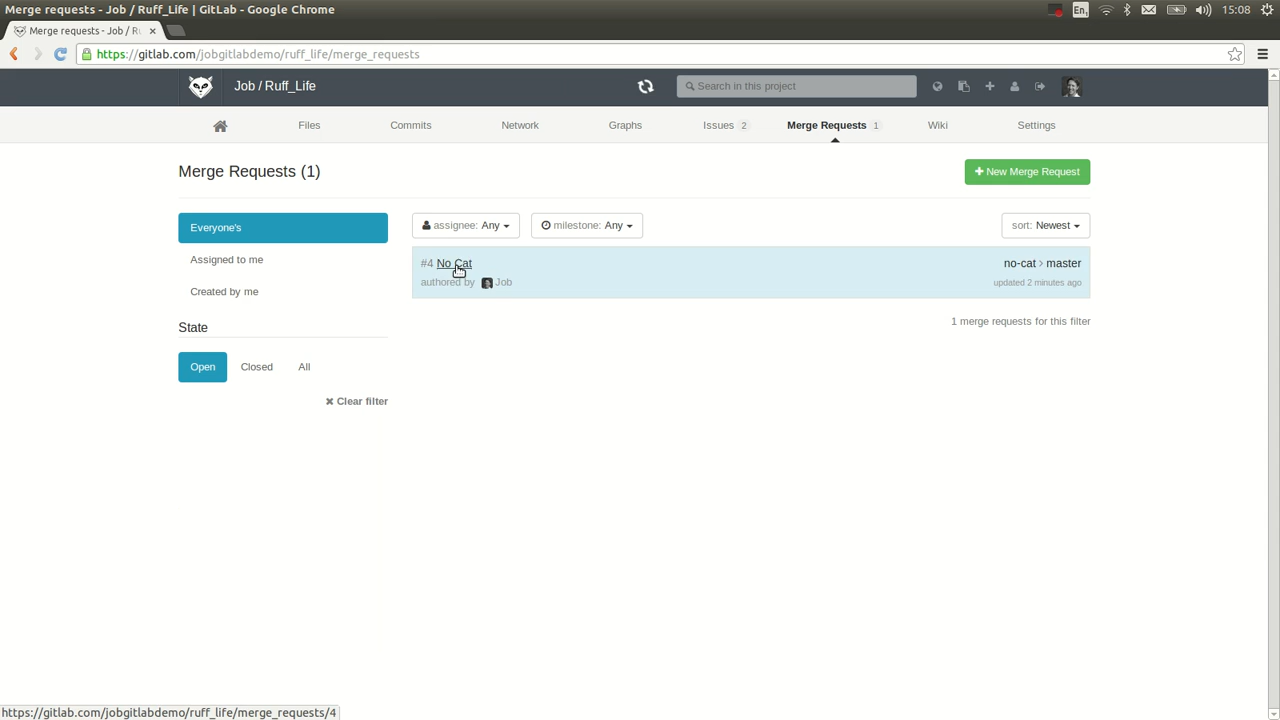 Merge requests - Job / Ruff_Life | GitLab - Google Chrome
En1
15:08
Merge requests - Job / Ru
https://gitlab.com/jobgitlabdemo/ruff_life/merge_requests
Job / Ruff_Life
Search in this project
Files
Commits
Network
Graphs
Issues 2
Merge Requests 1
Wiki
Settings
Merge Requests (1)
New Merge Request
Everyone's
Assigned to me
Created by me
State
Open
Closed
All
Clear filter
assignee: Any
milestone: Any
sort: Newest
#4 No Cat
no-cat › master
authored by Job
updated 2 minutes ago
1 merge requests for this filter
https://gitlab.com/jobgitlabdemo/ruff_life/merge_requests/4